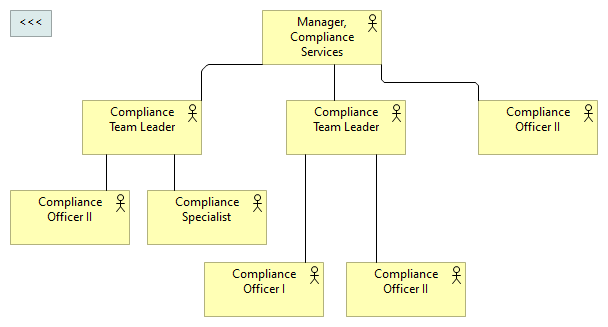 <<<
Manager,
Compliance
Services
Compliance
Team Leader
Compliance
Team Leader
Compliance
Officer II
Compliance
Officer II
Compliance
Specialist
Compliance
Officer I
Compliance
Officer II